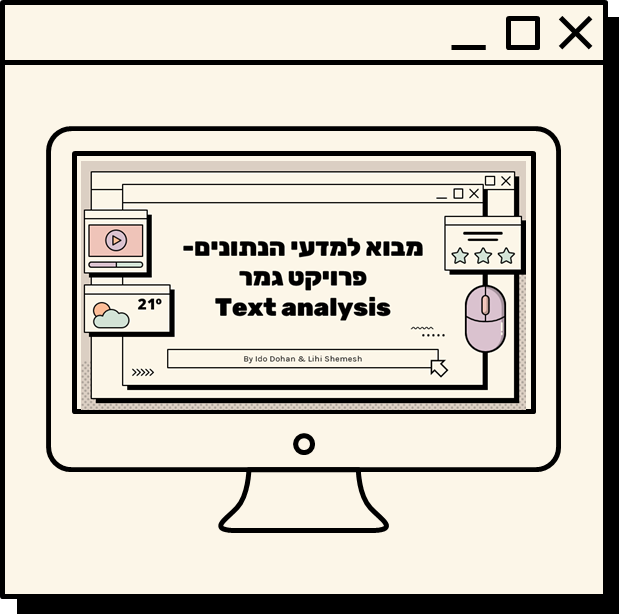 מבוא למדעי הנתונים-
פרויקט גמר
Text analysis
21°
By Ido Dohan & Lihi Shemesh